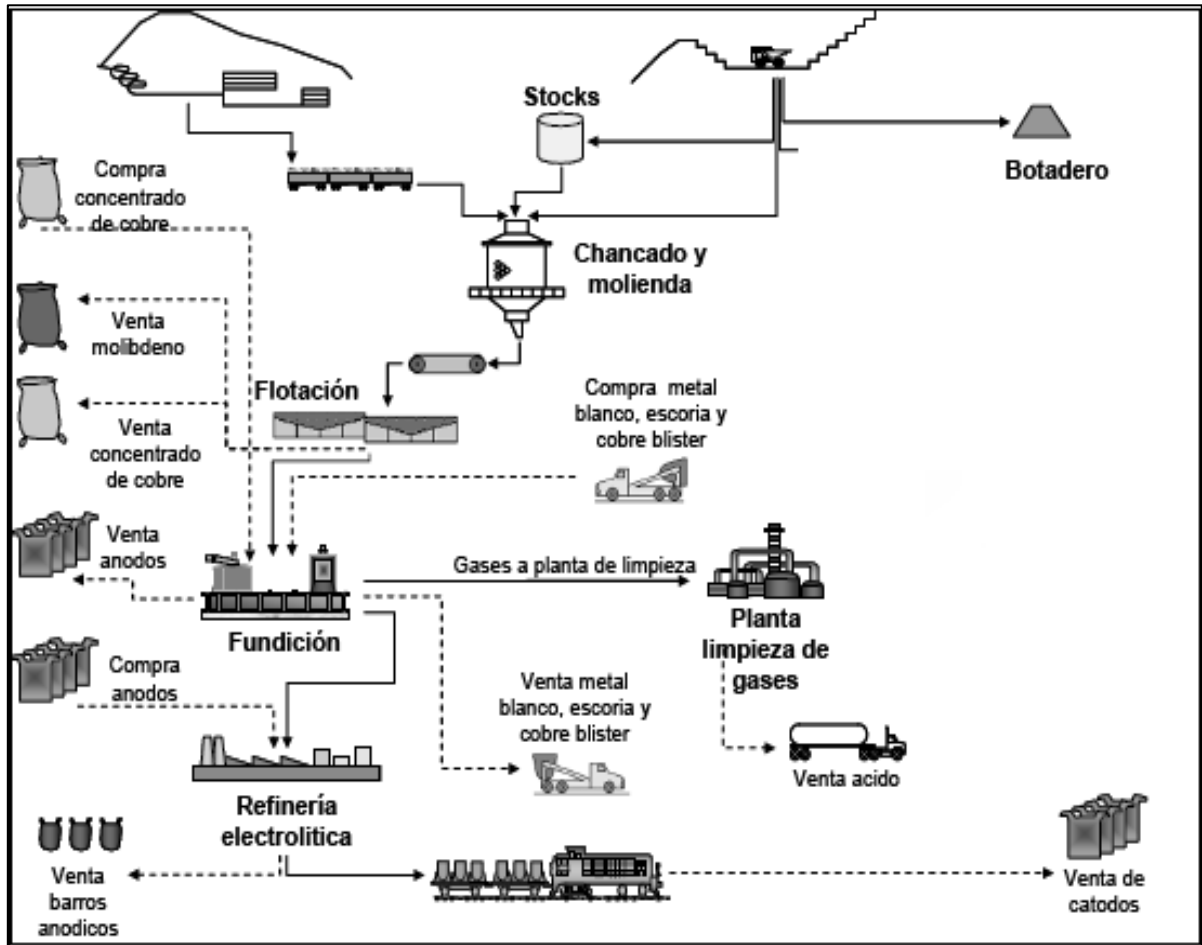 Stocks
Botadero
Compra
concentrado
de cobre
Chancado y
molienda
Venta
molibdeno
Flotación
Compra metal
blanco, escoria y
cobre blister
Venta
concentrado
de cobre
Venta
anodos
Gases a planta de limpieza
Planta
limpieza de
gases
Fundición
Compra
anodos
Venta metal
blanco, escoria y
cobre blister
Venta acido
Refinería
electrolitica
Venta
barros
anodicos
Venta de
catodos